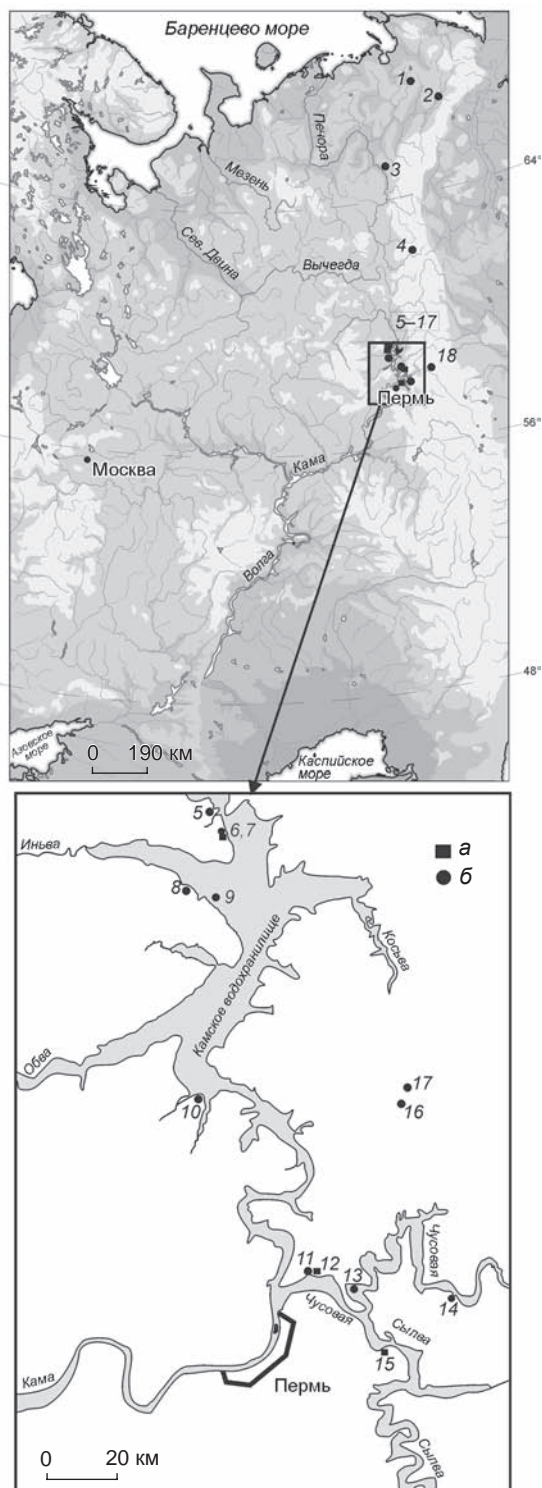 Баренцево море
1
2
Печора
Мезень
3
64°
Сев. Двина
4
Вычегда
5–17
18
Пермь
56°
Москва
Кама
Волга
48°
Азовское
море
0 190 км
Каспийское
море
5
6,7
Иньва
а
б
8
9
Косьва
Камское водохранилище
Обва
17
16
10
Чусовая
11
12
13
14
Чусовая
Сылва
15
Кама
Пермь
Сылва
0 20 км